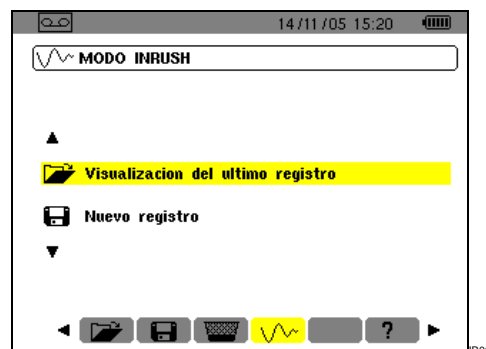 14/11/05 15:20
MODO INRUSH
Visualizacion del ultimo registro
Nuevo registro
?